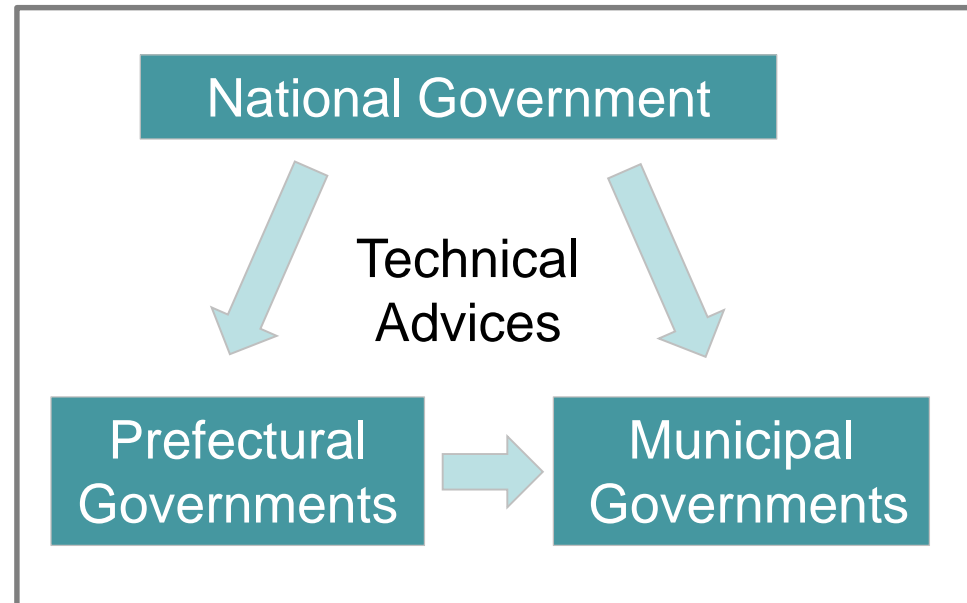 National Government
Technical
Advices
Prefectural
Governments
Municipal
Governments